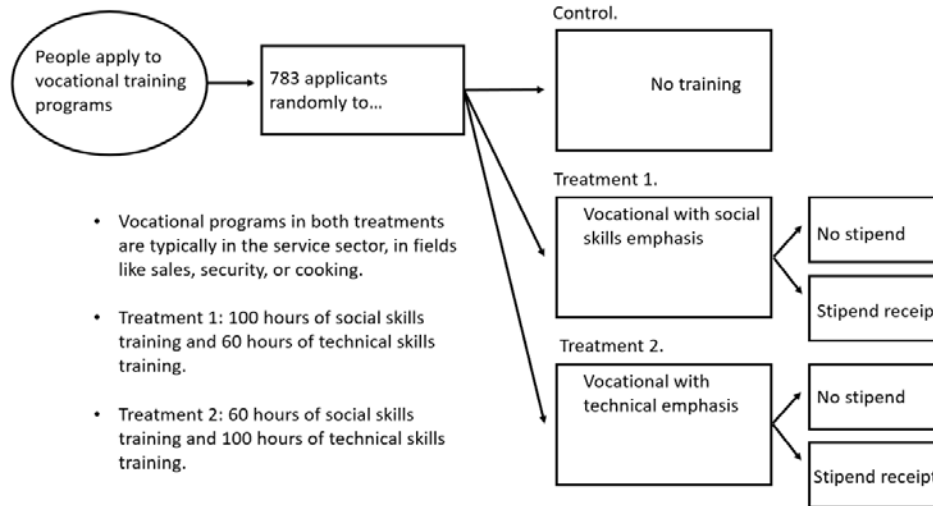 People apply to
vocational training
programs
783 applicants
randomly to...
Control.
No training
Treatment 1.
Vocational with social
skills emphasis
No stipend
Stipend receipt
Treatment 2.
Vocational with
technical emphasis
No stipend
Stipend receipt
• Vocational programs in both treatments
are typically in the service sector, in fields
like sales, security, or cooking.
• Treatment 1: 100 hours of social skills
training and 60 hours of technical skills
training.
• Treatment 2: 60 hours of social skills
training and 100 hours of technical skills
training.